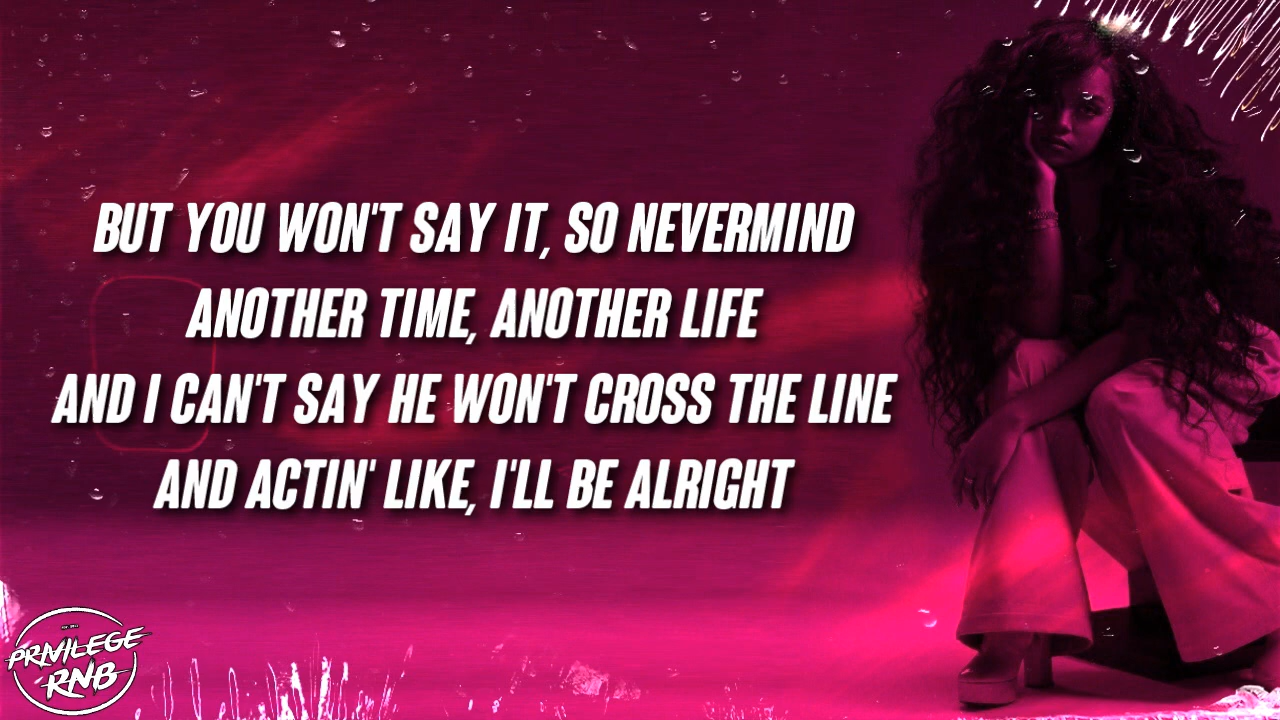 BUT YOU WON'T SAY IT, SO NEVERMIND
ANOTHER TIME, ANOTHER LIFE
AND I CAN'T SAY HE WON'T CROSS THE LINE
AND ACTIN' LIKE, I'LL BE ALRIGHT
PRIVILEGE
RNB